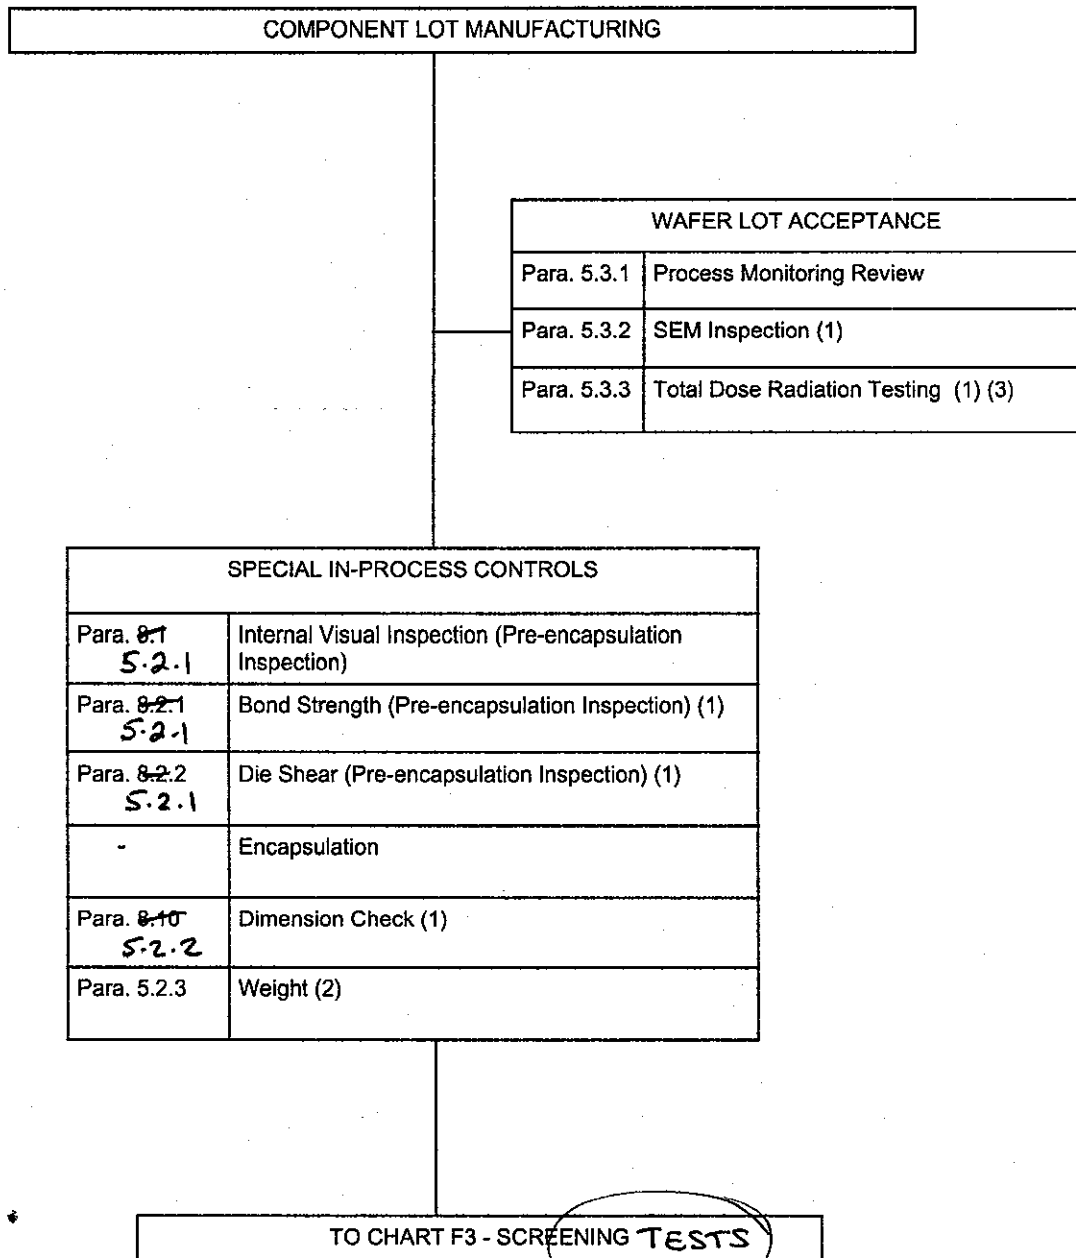 COMPONENT LOT MANUFACTURING
WAFER LOT ACCEPTANCE
Para. 5.3.1 Process Monitoring Review
Para. 5.3.2 SEM Inspection (1)
Para. 5.3.3 Total Dose Radiation Testing (1) (3)
SPECIAL IN-PROCESS CONTROLS
Para. 8.1 Internal Visual Inspection (Pre-encapsulation
5.2.1 Inspection)
Para. 8.2.1 Bond Strength (Pre-encapsulation Inspection) (1)
5.2.1
Para. 8.2.2 Die Shear (Pre-encapsulation Inspection) (1)
5.2.1
- Encapsulation
Para. 8.10 Dimension Check (1)
5.2.2
Para. 5.2.3 Weight (2)
TO CHART F3 - SCREENING TESTS